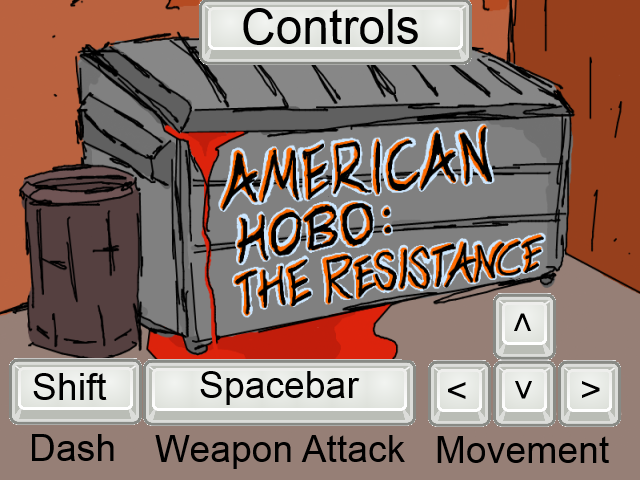 Controls
AMERICAN
HOBO:
THE RESISTANCE
^
Shift
Spacebar
< v >
Dash
Weapon Attack
Movement